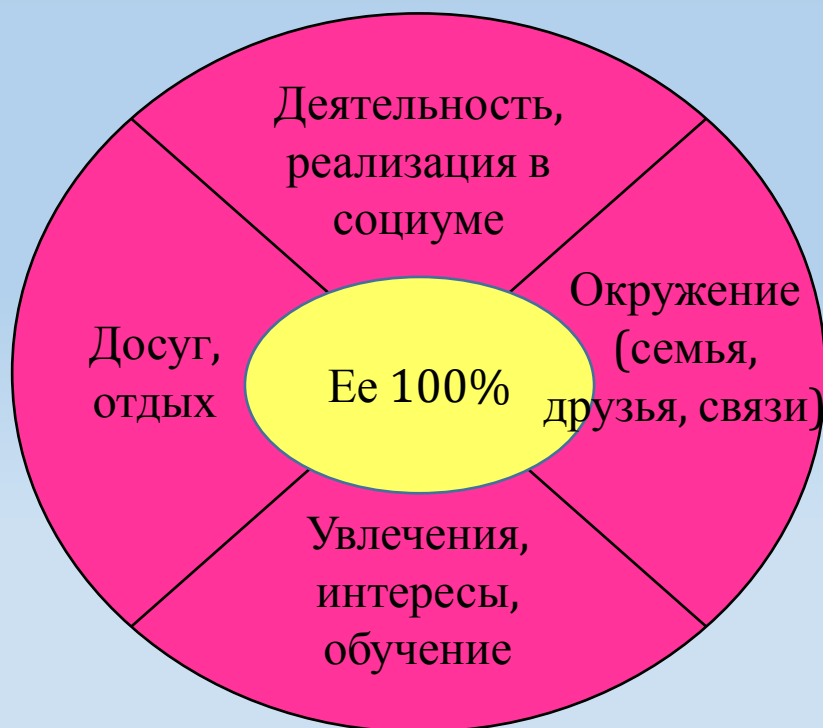 Деятельность,
реализация в
социуме
Окружение
(семья,
друзья, связи)
Досуг,
отдых
Ее 100%
Увлечения,
интересы,
обучение